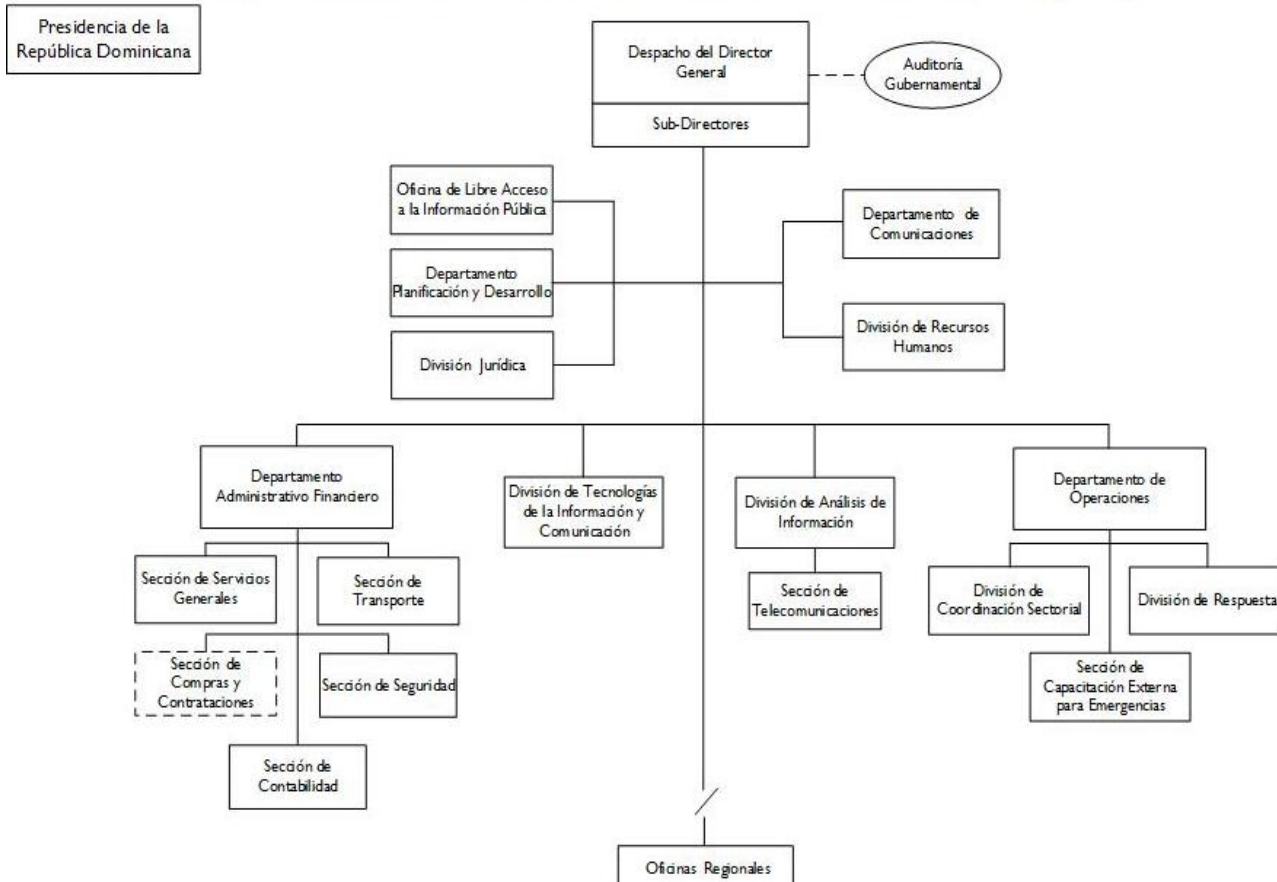 Presidencia de la
República Dominicana
Despacho del Director
General
Auditoría
Gubernamental
Sub-Directores
Oficina de Libre Acceso
a la Información Pública
Departamento de
Comunicaciones
Departamento
Planificación y Desarrollo
División de Recursos
Humanos
División Jurídica
Departamento
Administrativo Financiero
División de Tecnologías
de la Información y
Comunicación
División de Análisis de
Información
Departamento de
Operaciones
Sección de Servicios
Generales
Sección de
Transporte
Sección de
Telecomunicaciones
División de
Coordinación Sectorial
División de Respuesta
Sección de
Compras y
Contrataciones
Sección de Seguridad
Sección de
Capacitación Externa
para Emergencias
Sección de
Contabilidad
Oficinas Regionales